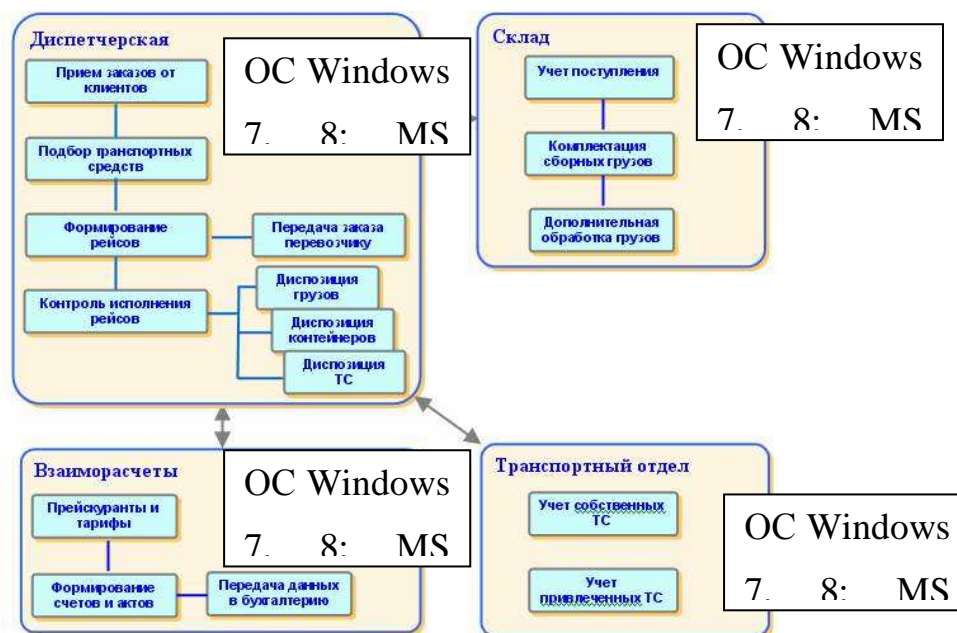 Диспетчерская
Прием заказов от
клиентов
Подбор транспортных
средств
Формирование
рейсов
Передача заказа
перевозчику
Контроль исполнения
рейсов
Диспозиция
грузов
Диспозиция
контейнеров
Диспозиция
ТС
ОС Windows
7, 8; MS
Склад
Учет поступления
Комплектация
сборных грузов
Дополнительная
обработка грузов
ОС Windows
7, 8; MS
Взаиморасчеты
Прейскуранты и
тарифы
Формирование
счетов и актов
Передача данных
в бухгалтерию
ОС Windows
7, 8; MS
Транспортный отдел
Учет собственных
ТС
Учет
привлеченных ТС
ОС Windows
7, 8; MS